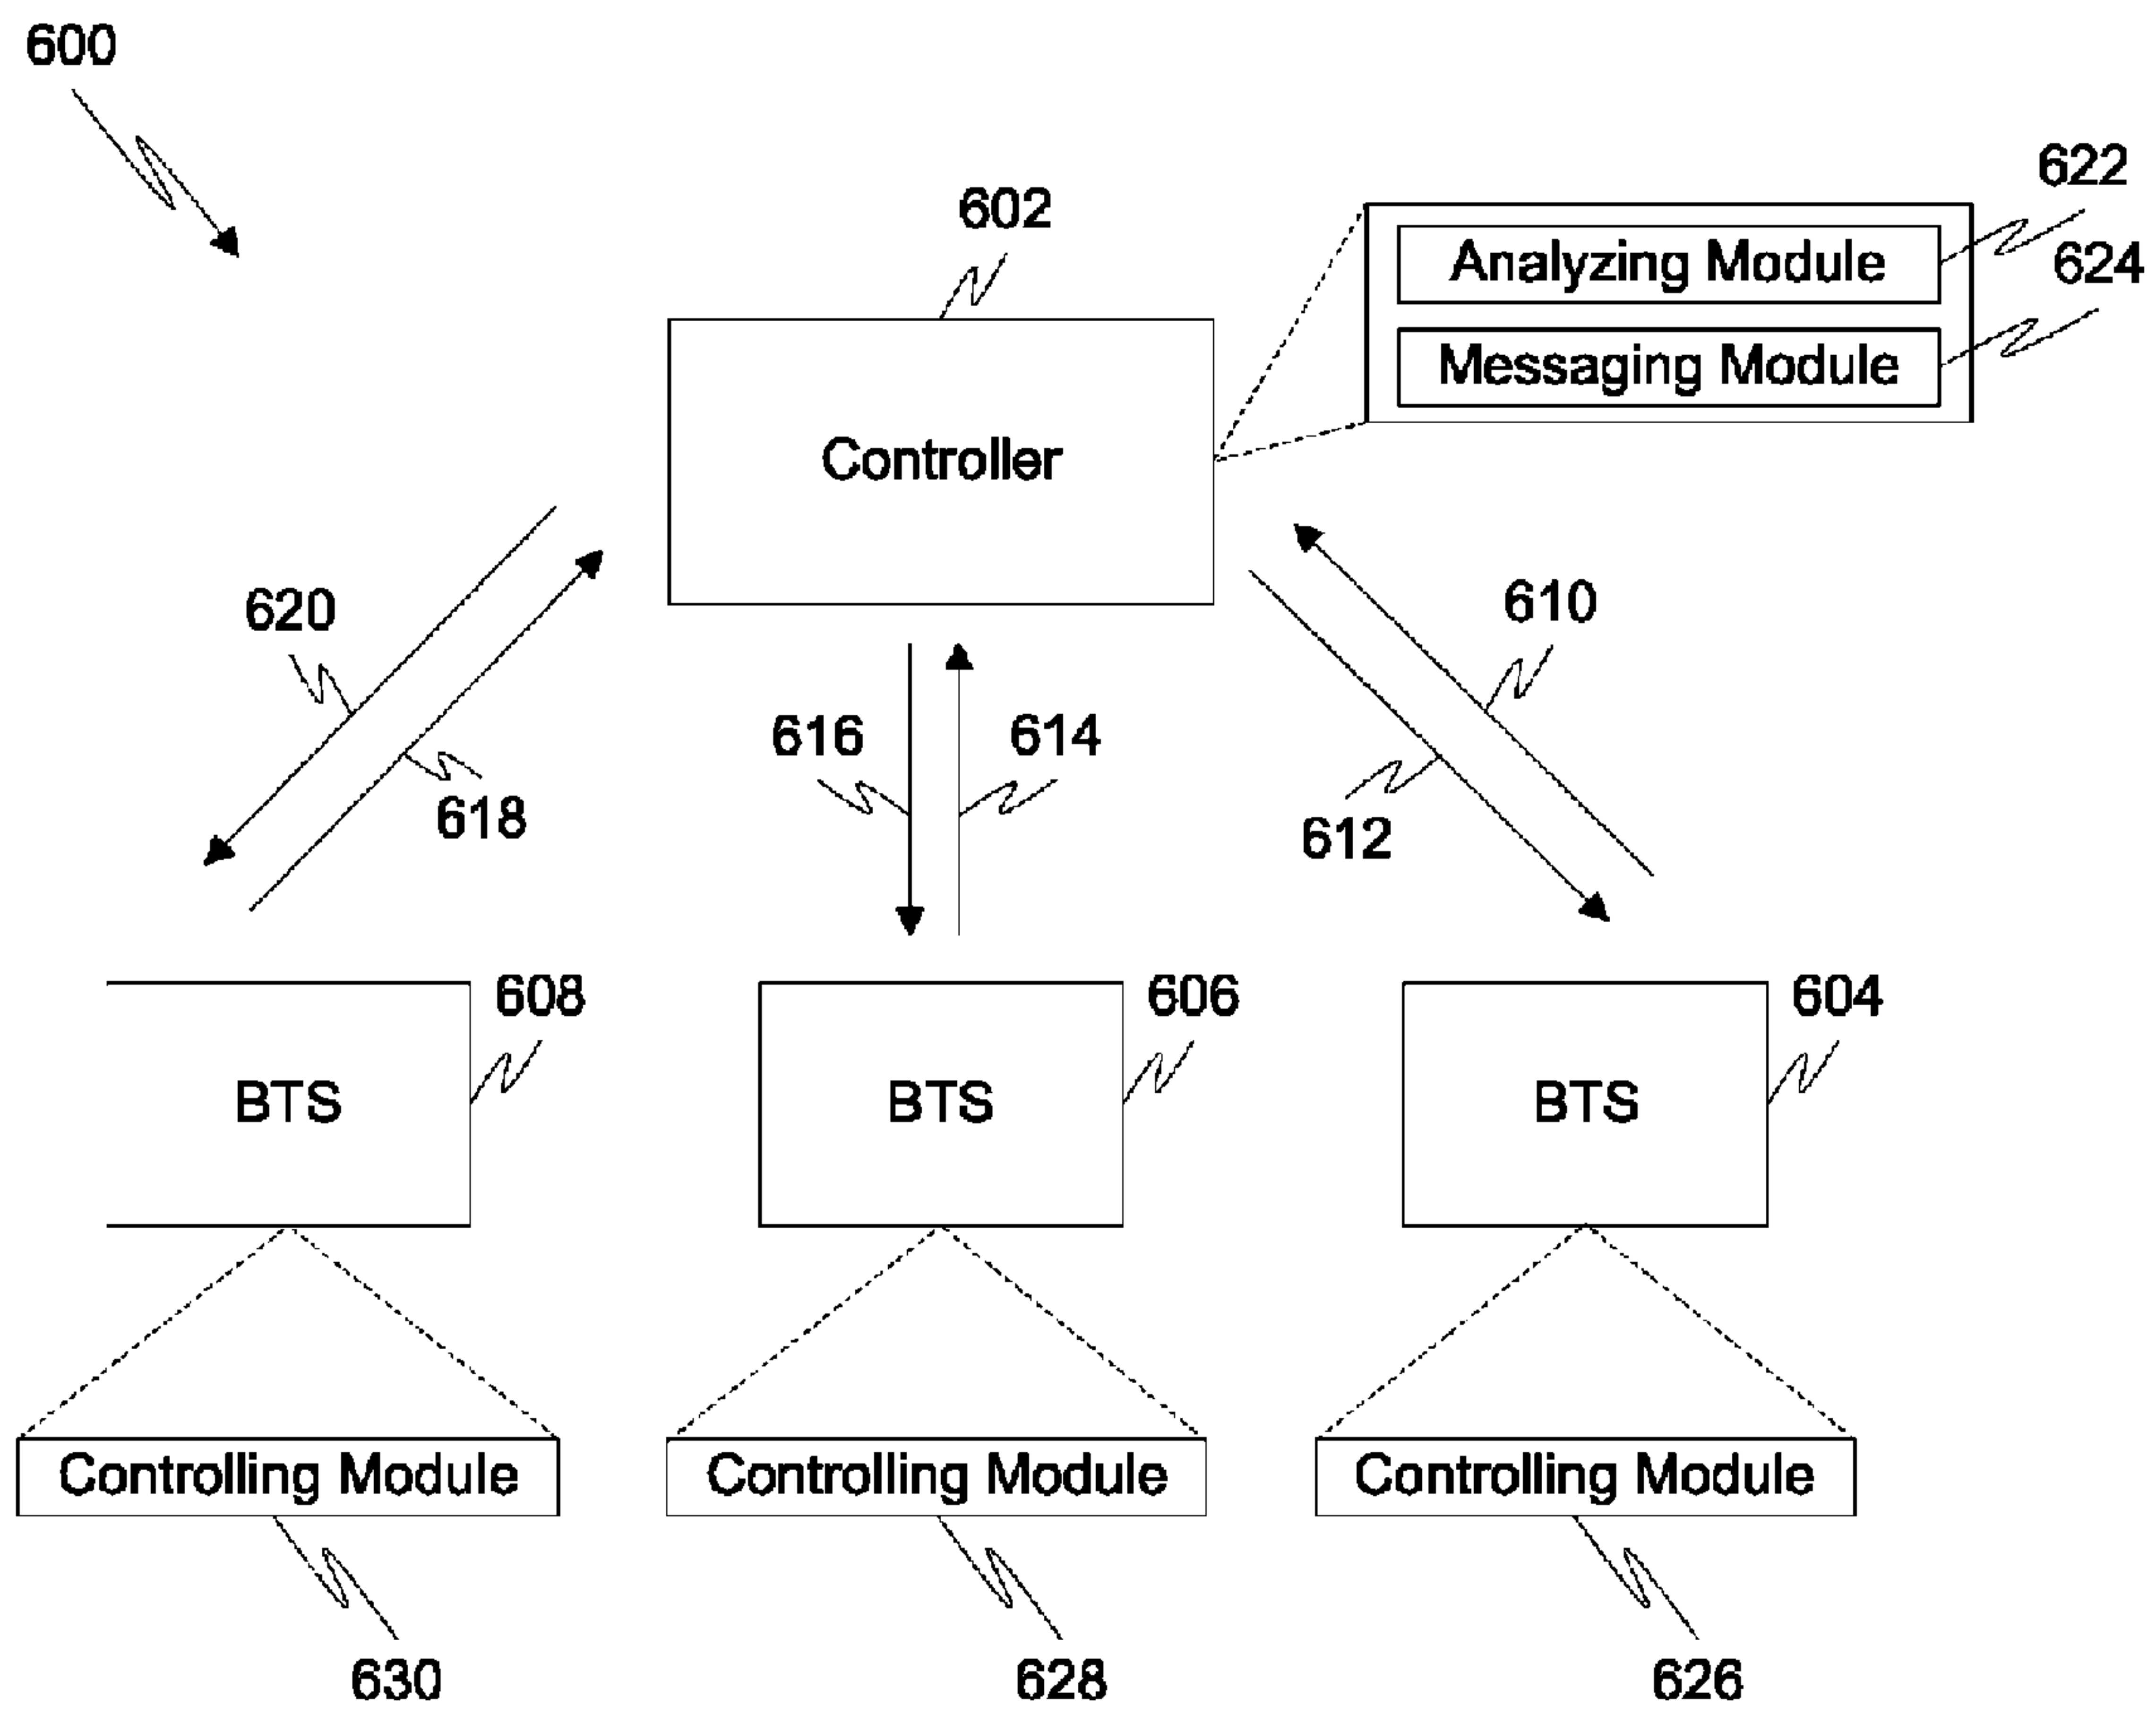 600
602
622
Analyzing Module
624
Messaging Module
Controller
620
610
616
614
618
612
608
606
604
BTS
BTS
BTS
Controlling Module
Controlling Module
Controlling Module
630
628
626